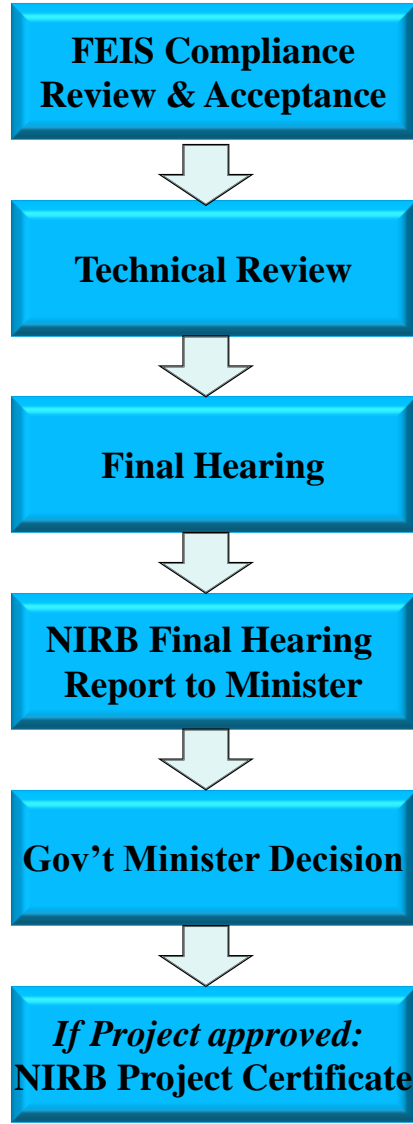 FEIS Compliance
Review & Acceptance
Technical Review
Final Hearing
NIRB Final Hearing
Report to Minister
Gov’t Minister Decision
If Project approved:
NIRB Project Certificate